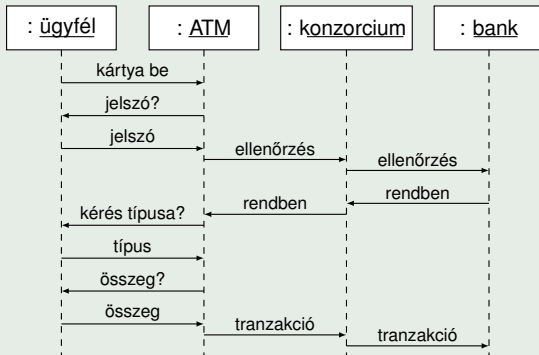 : ügyfél
: ATM
: konzorcium
: bank
kártya be
jelszó?
jelszó
ellenőrzés
ellenőrzés
rendben
rendben
kérés típusa?
típus
összeg?
összeg
tranzakció
tranzakció